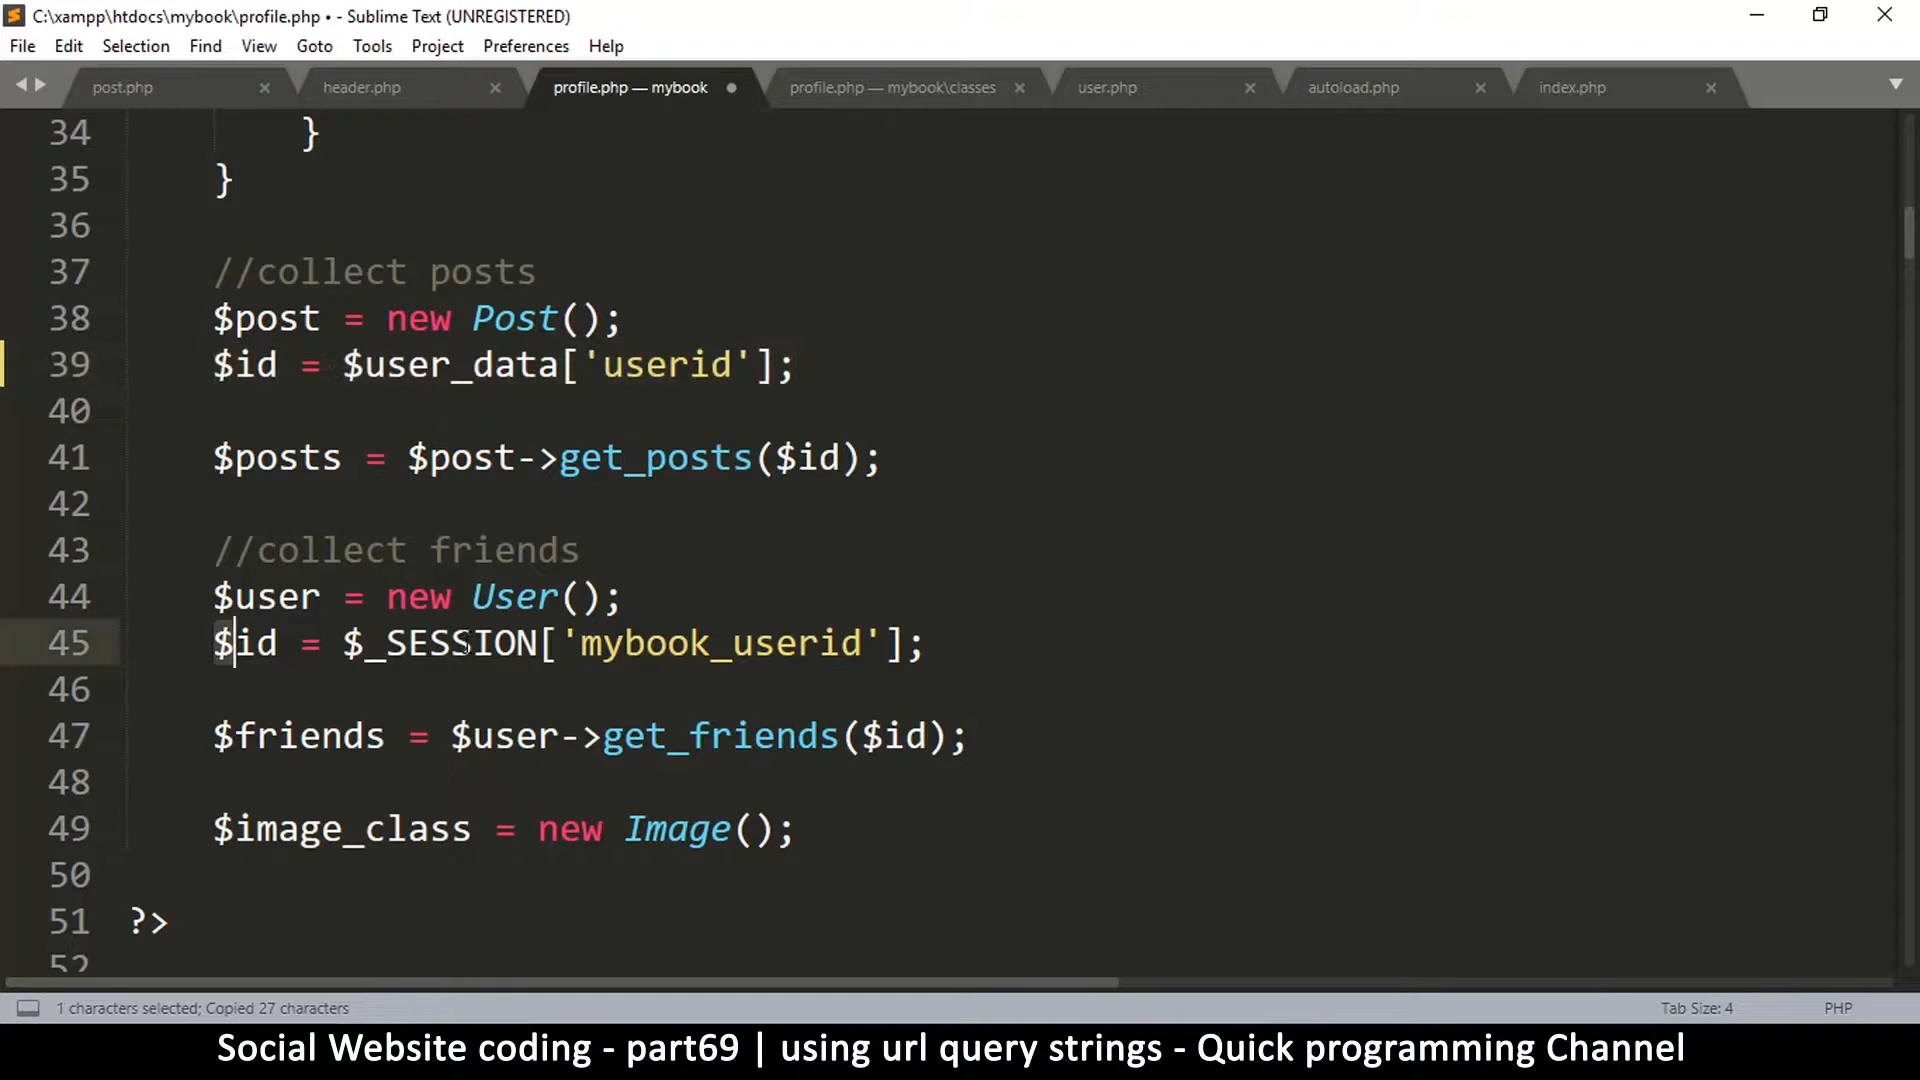 C:\xampp\htdocs\mybook\profile.php • - Sublime Text (UNREGISTERED)
File Edit Selection Find View Goto Tools Project Preferences Help
post.php header.php profile.php — mybook profile.php — mybook\classes user.php autoload.php index.php
34 }
35 }
36
37 //collect posts
38 $post = new Post();
39 $id = $user_data['userid'];
40
41 $posts = $post->get_posts($id);
42
43 //collect friends
44 $user = new User();
45 $id = $_SESSION['mybook_userid'];
46
47 $friends = $user->get_friends($id);
48
49 $image_class = new Image();
50
51 ?>
52
1 characters selected; Copied 27 characters Tab Size: 4 PHP
Social Website coding - part69 | using url query strings - Quick programming Channel